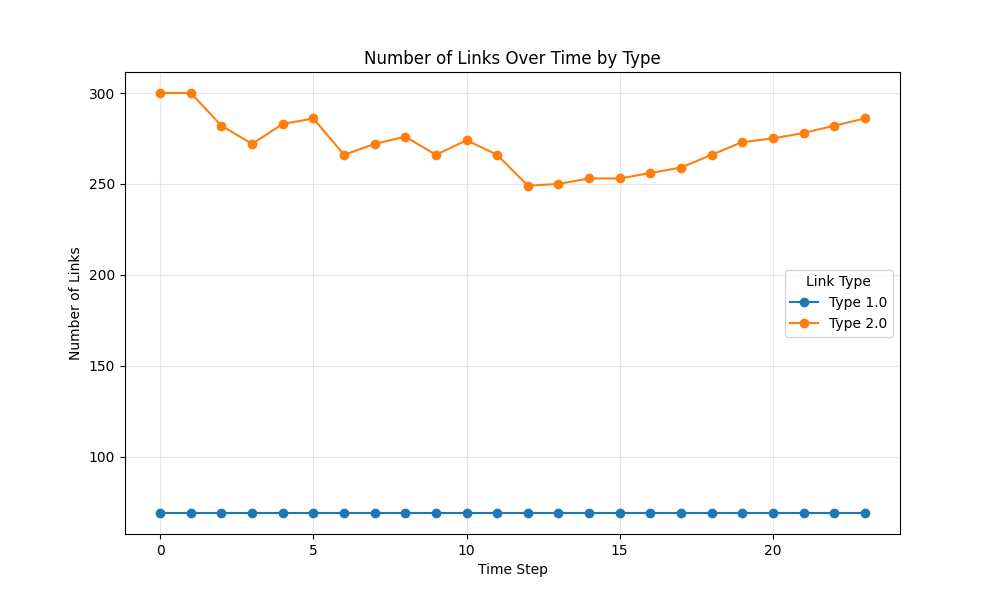 Number of Links Over Time by Type
Number of Links
300
250
200
150
100
Link Type
Type 1.0
Type 2.0
0
5
10
15
20
Time Step